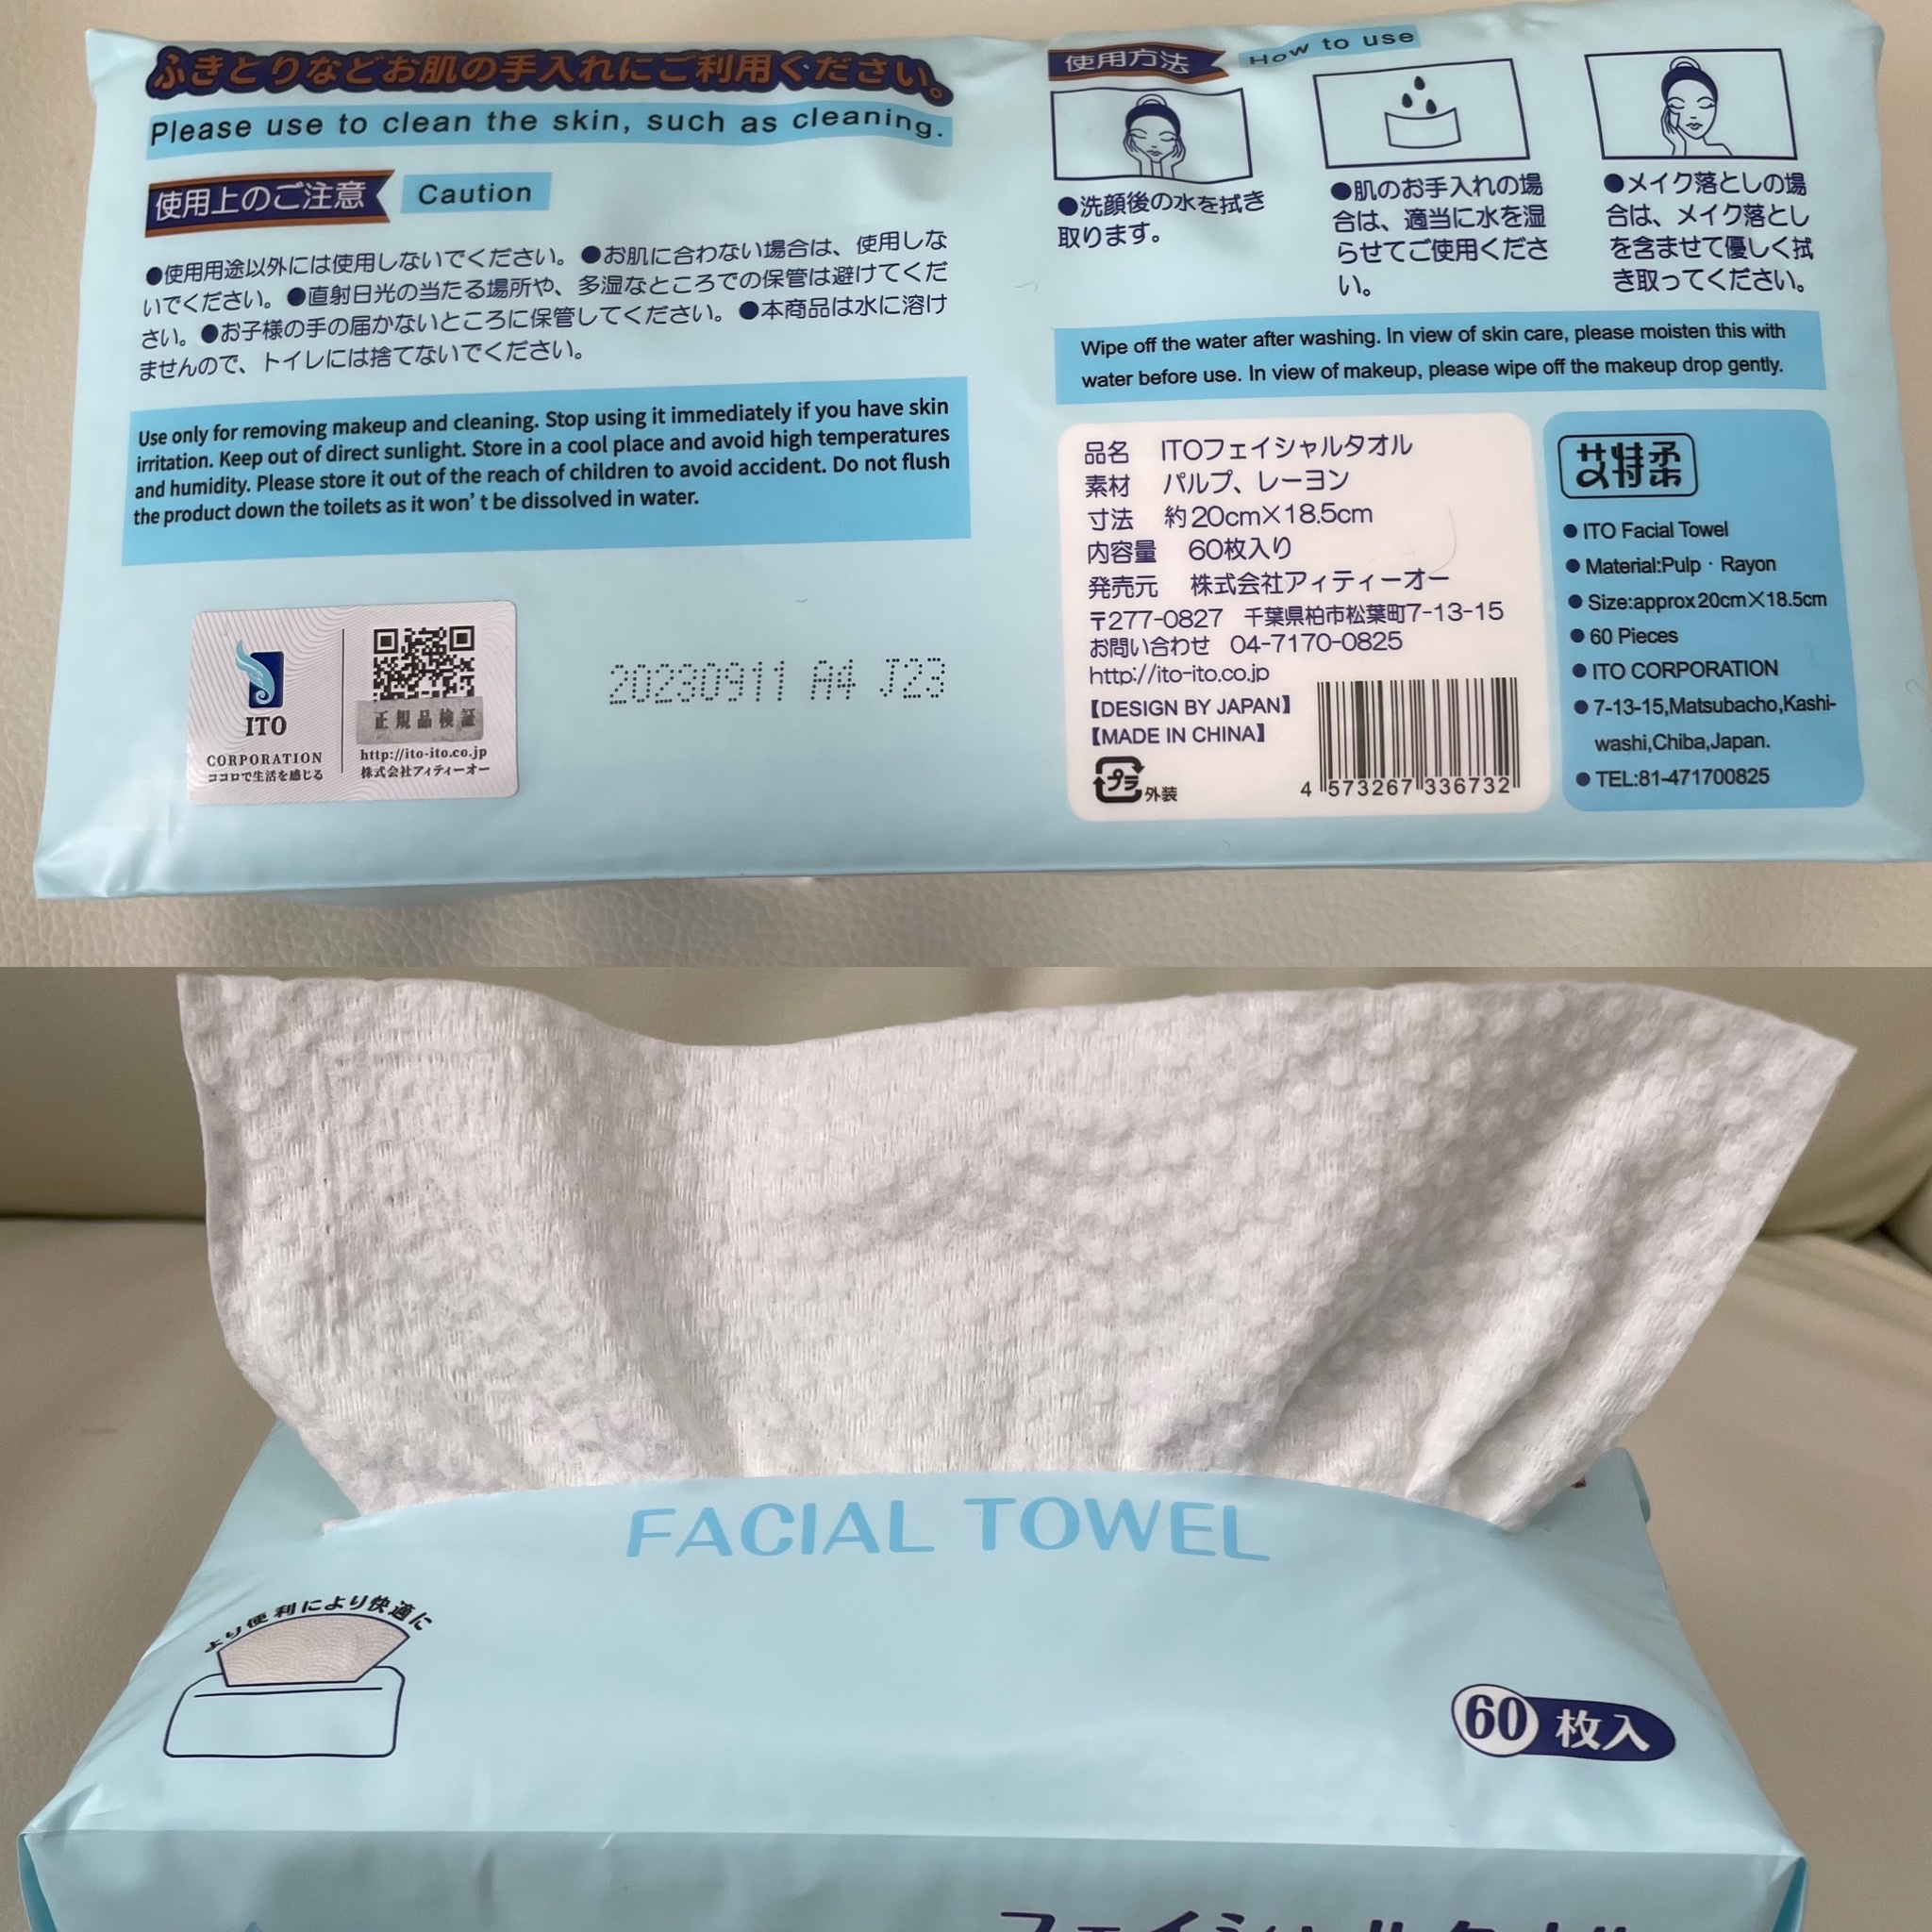 ふきとりなどお肌の手入れにご利用ください。
Please use to clean the skin, such as cleaning.
使用上のご注意
Caution
●使用用途以外には使用しないでください。●お肌に合わない場合は、使用しな
いでください。●直射日光の当たる場所や、多湿なところでの保管は避けてくだ
さい。●お子様の手の届かないところに保管してください。●本商品は水に溶け
ませんので、トイレには捨てないでください。
Use only for removing makeup and cleaning. Stop using it immediately if you have skin
irritation. Keep out of direct sunlight. Store in a cool place and avoid high temperatures
and humidity. Please store it out of the reach of children to avoid accident. Do not flush
the product down the toilets as it won't be dissolved in water.
ITO
CORPORATION
ココロで生活を感じる
正規品検証
http://ito-ito.co.jp
株式会社アィティーオー
20230911 A4 J23
使用方法
How to use
●洗顔後の水を拭き
取ります。
●肌のお手入れの場
合は、適当に水を湿
らせてご使用くださ
い。
●メイク落としの場
合は、メイク落とし
を含ませて優しく拭
き取ってください。
Wipe off the water after washing. In view of skin care, please moisten this with
water before use. In view of makeup, please wipe off the makeup drop gently.
品名 ITOフェイシャルタオル
素材 パルプ、レーヨン
寸法 約20cm×18.5cm
内容量 60枚入り
発売元 株式会社アィティーオー
〒277-0827 千葉県柏市松葉町7-13-15
お問い合わせ 04-7170-0825
http://ito-ito.co.jp
【DESIGN BY JAPAN】
【MADE IN CHINA】
プラ 外装
4 573267 336732
艾特柔
●ITO Facial Towel
●Material:Pulp・Rayon
●Size:approx20cm×18.5cm
●60 Pieces
●ITO CORPORATION
●7-13-15,Matsubacho,Kashi-
washi,Chiba,Japan.
●TEL:81-471700825
FACIAL TOWEL
より便利により快適に
60枚入
フェイシャルタオル